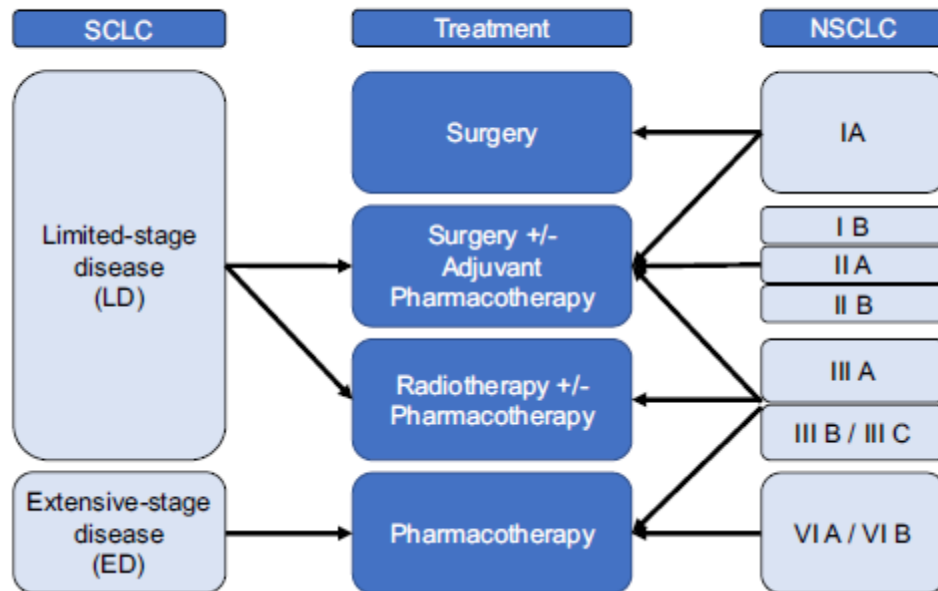 SCLC
Treatment
NSCLC
Limited-stage
disease
(LD)
Extensive-stage
disease
(ED)
Surgery
Surgery +/-
Adjuvant
Pharmacotherapy
Radiotherapy +/-
Pharmacotherapy
Pharmacotherapy
I A
I B
II A
II B
III A
III B / III C
VI A / VI B